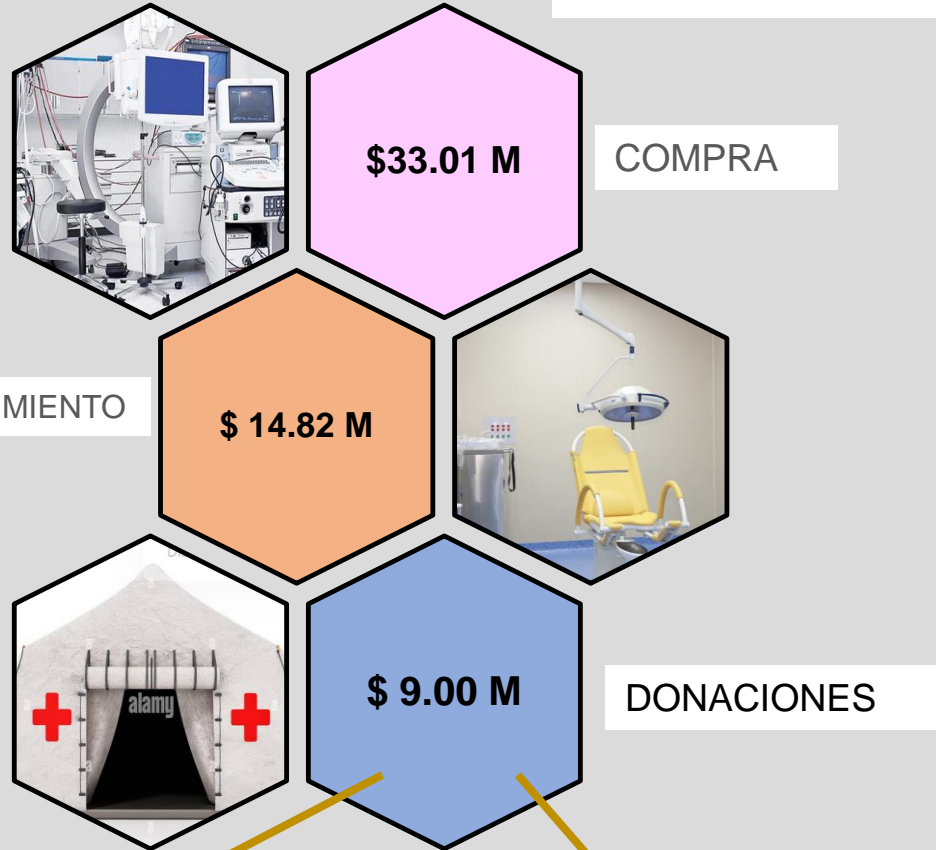 $33.01 M
COMPRA
MIENTO
$ 14.82 M
alamy
$ 9.00 M
DONACIONES